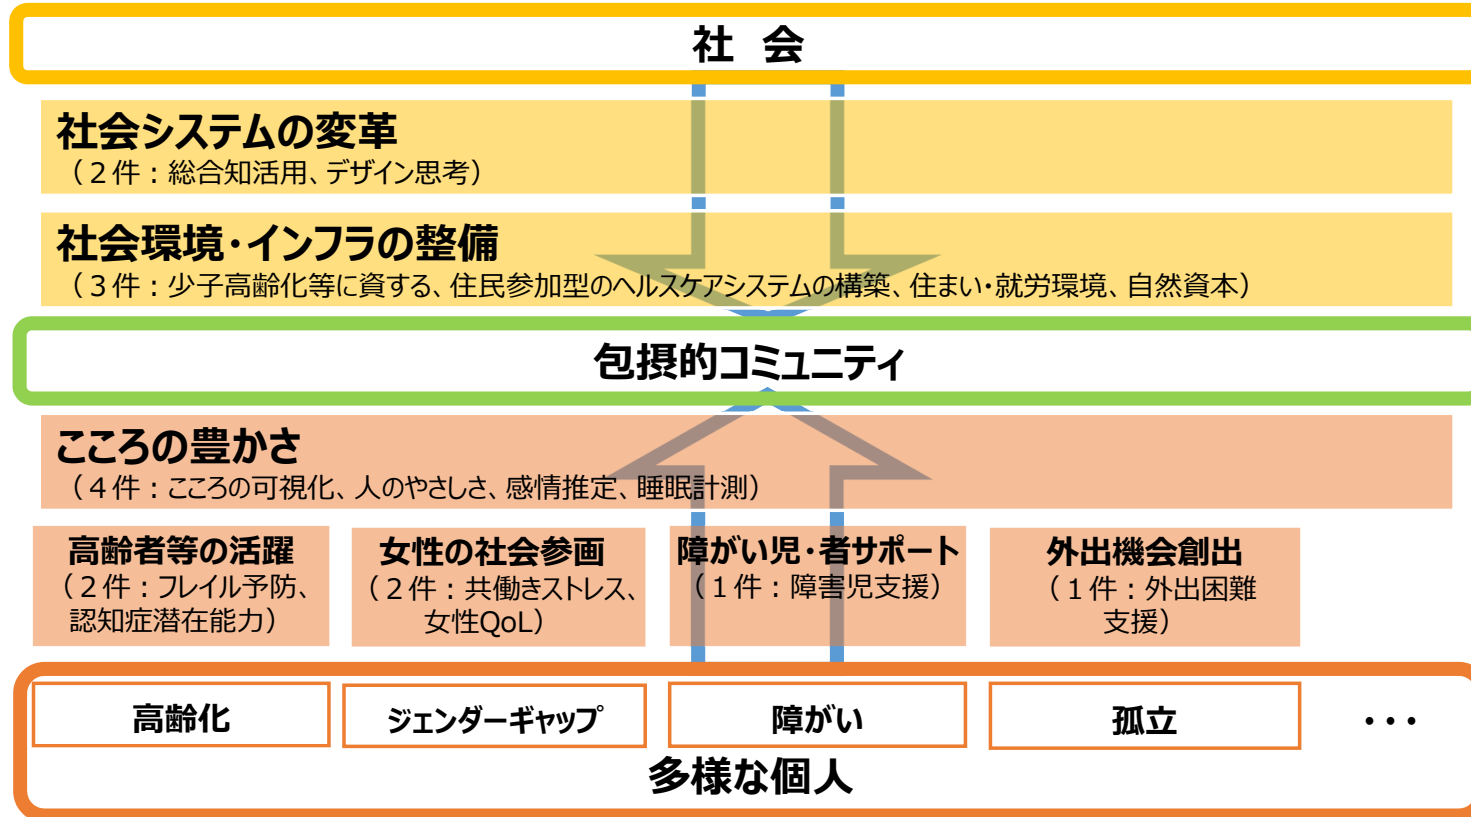 社 会
社会システムの変革
（２件：総合知活用、デザイン思考）
社会環境・インフラの整備
（３件：少子高齢化等に資する、住民参加型のヘルスケアシステムの構築、住まい・就労環境、自然資本）
包摂的コミュニティ
こころの豊かさ
（４件：こころの可視化、人のやさしさ、感情推定、睡眠計測）
高齢者等の活躍
（２件：フレイル予防、
認知症潜在能力）
女性の社会参画
（２件：共働きストレス、
女性QoL）
障がい児・者サポート
（１件：障害児支援）
外出機会創出
（１件：外出困難
支援）
高齢化
ジェンダーギャップ
障がい
孤立
・・・
多様な個人